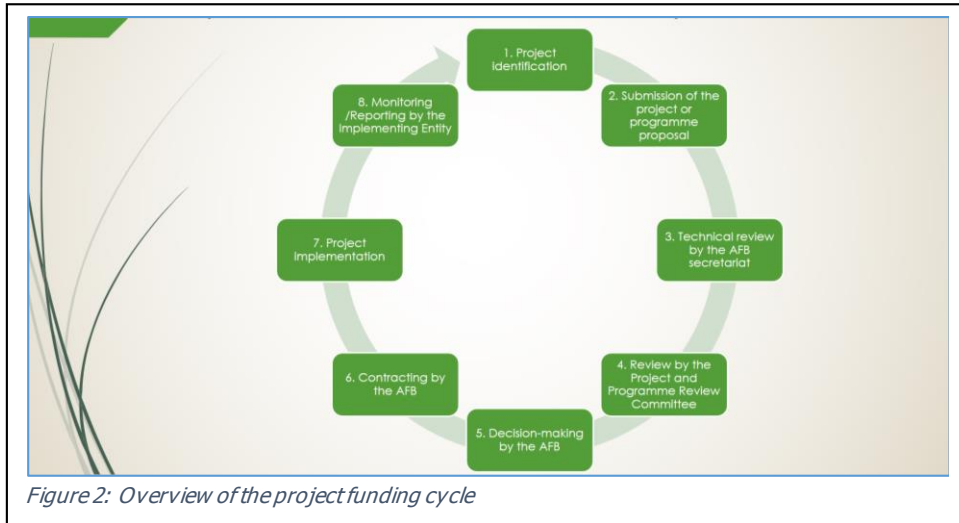 1. Project
identification
2. Submission of the
project or
programme
proposal
3. Technical review
by the AFB
secretariat
4. Review by the
Project and
Programme Review
Committee
5. Decision-making
by the AFB
6. Contracting by
the AFB
7. Project
Implementation
8. Monitoring
/Reporting by the
Implementing Entity
Figure 2: Overview of the project funding cycle